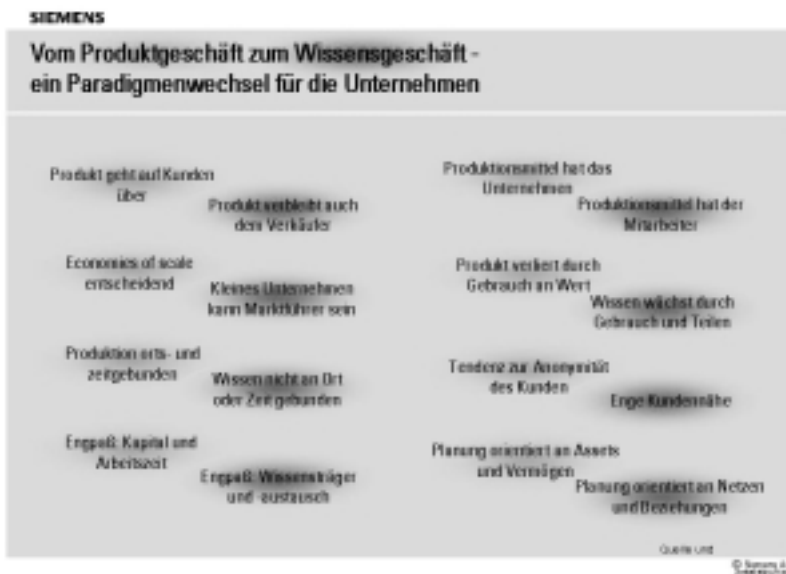 SIEMENS
Vom Produktgeschäft zum Wissensgeschäft -
ein Paradigmenwechsel für die Unternehmen
Produkt geht auf Kunden
über
Produkt verbleibt auch
dem Verkäufer
Economies of scale
entscheidend
Kleines Unternehmen
kann Marktführer sein
Produktion orts- und
zeitgebunden
Wissen nicht an Ort
oder Zeit gebunden
Engpaß: Kapital und
Arbeitszeit
Engpaß: Wissensträger
und -austausch
Produktionsmittel hat das
Unternehmen
Produktionsmittel hat der
Mitarbeiter
Produkt verliert durch
Gebrauch an Wert
Wissen wächst durch
Gebrauch und Teilen
Tendenz zur Anonymität
des Kunden
Enge Kundennähe
Planung orientiert an Assets
und Vermögen
Planung orientiert an Netzen
und Beziehungen
Quelle und
© Siemens